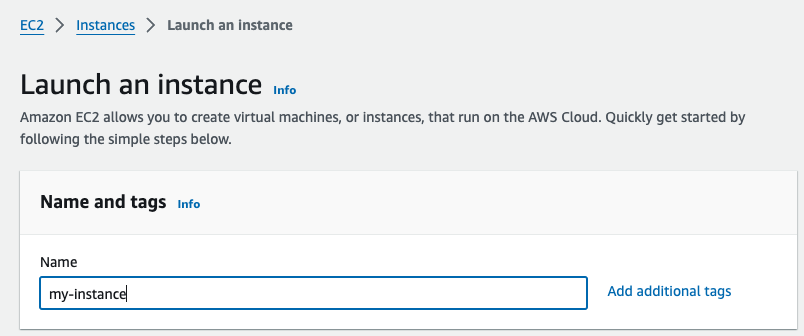 EC2 > Instances > Launch an instance
Launch an instance Info
Amazon EC2 allows you to create virtual machines, or instances, that run on the AWS Cloud. Quickly get started by
following the simple steps below.
Name and tags Info
Name
my-instance Add additional tags